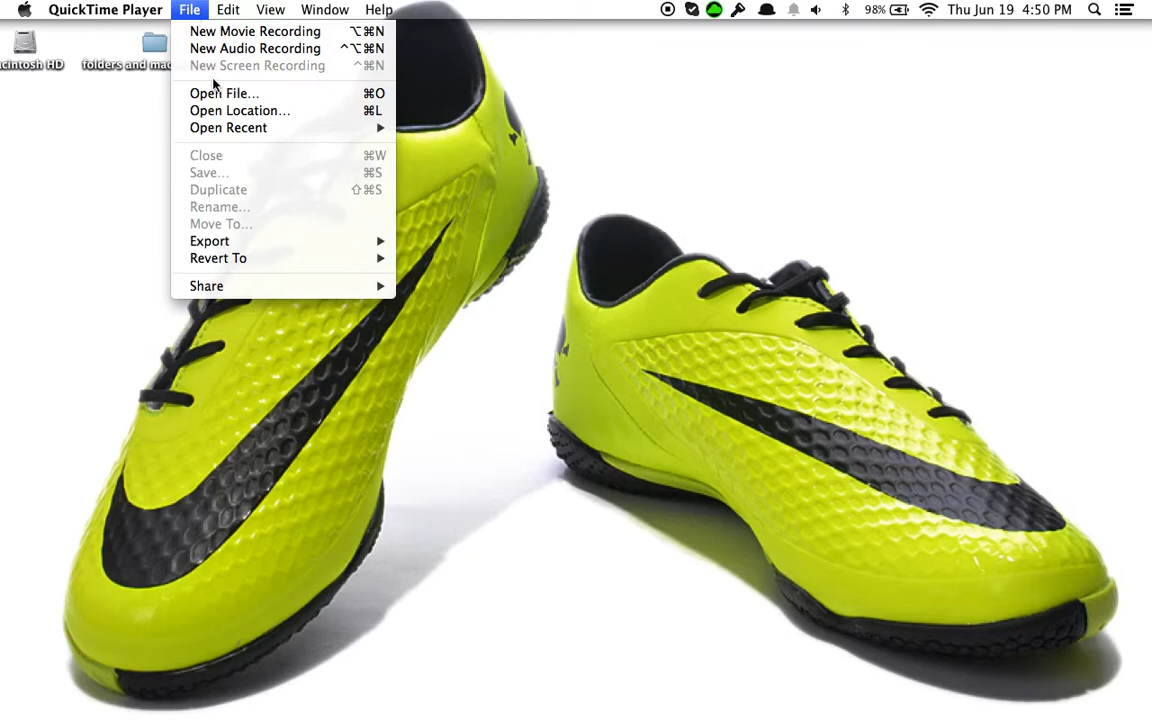 QuickTime Player File Edit View Window Help 98% Thu Jun 19 4:50 PM
New Movie Recording ⌥⌘N
New Audio Recording ^⌥⌘N
New Screen Recording ^⌘N
Open File... ⌘O
Open Location... ⌘L
Open Recent
Close ⌘W
Save... ⌘S
Duplicate ⇧⌘S
Rename...
Move To...
Export
Revert To
Share
cintosh HD folders and mac